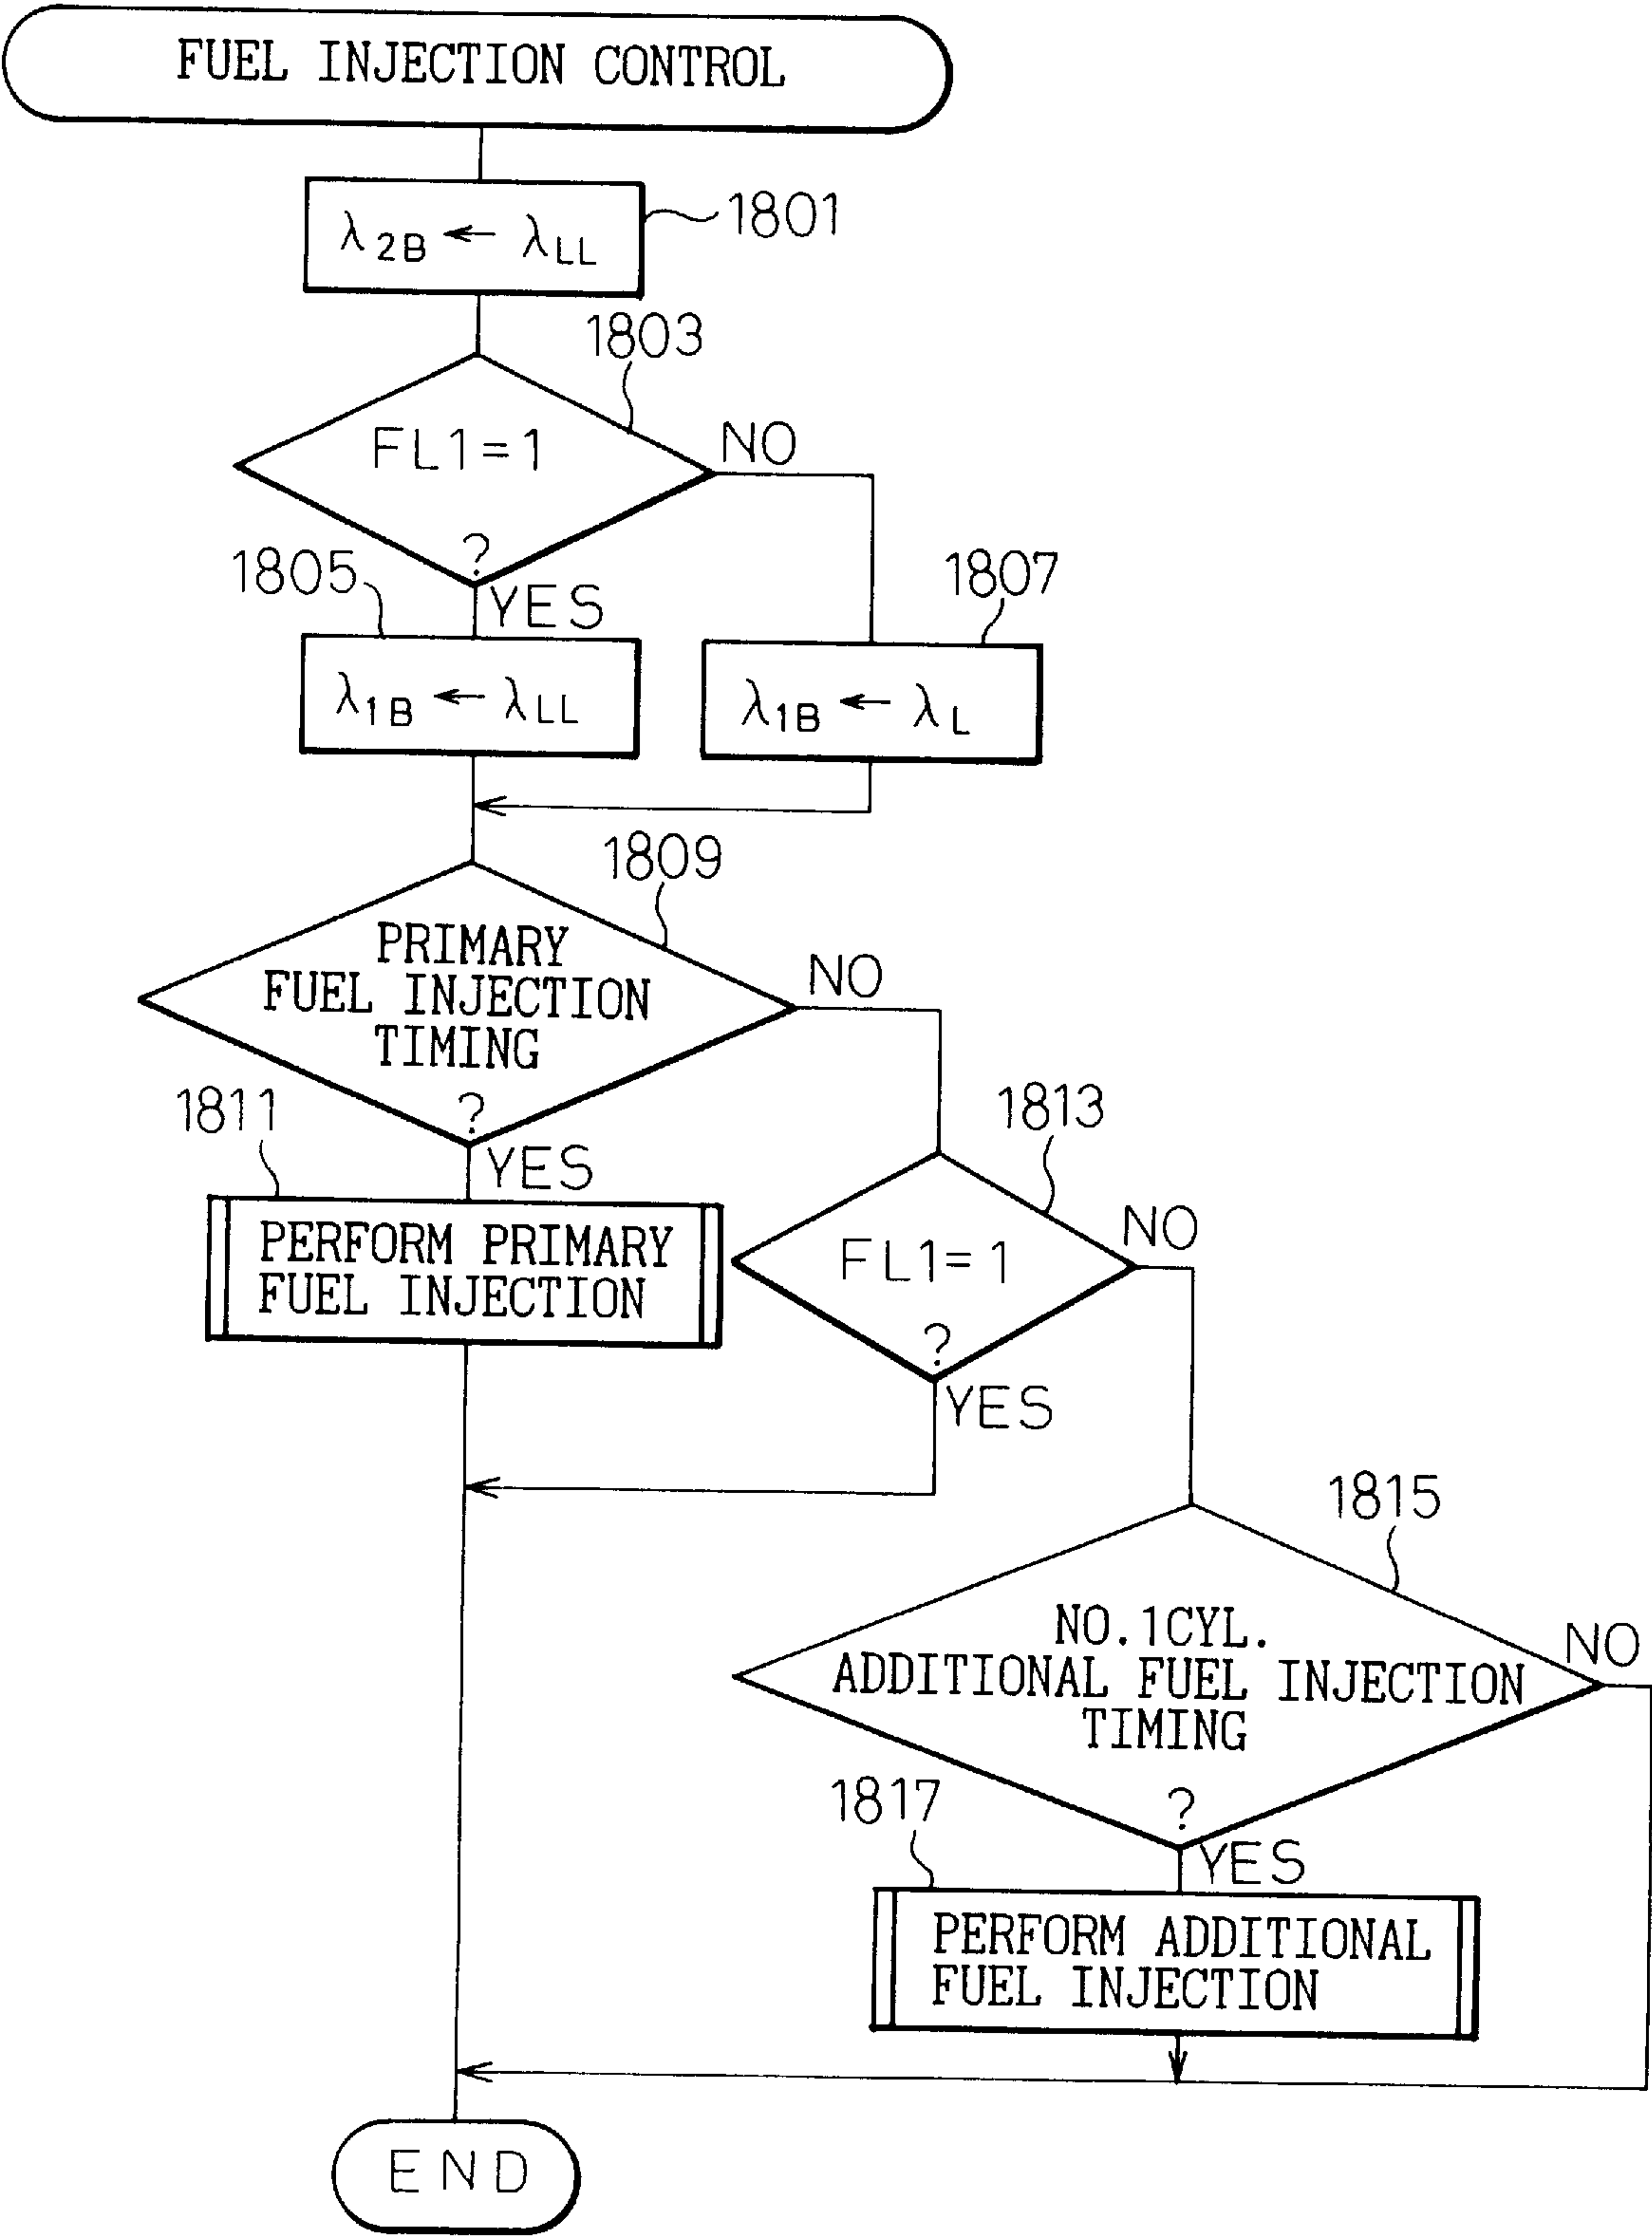 FUEL INJECTION CONTROL
1801
λ2B ← λLL
1803
FL1=1
?
NO
YES
1805
λ1B ← λLL
1807
λ1B ← λL
1809
PRIMARY
FUEL INJECTION
TIMING
?
NO
YES
1811
PERFORM PRIMARY
FUEL INJECTION
1813
FL1=1
?
NO
YES
1815
NO.1CYL.
ADDITIONAL FUEL INJECTION
TIMING
?
NO
YES
1817
PERFORM ADDITIONAL
FUEL INJECTION
END